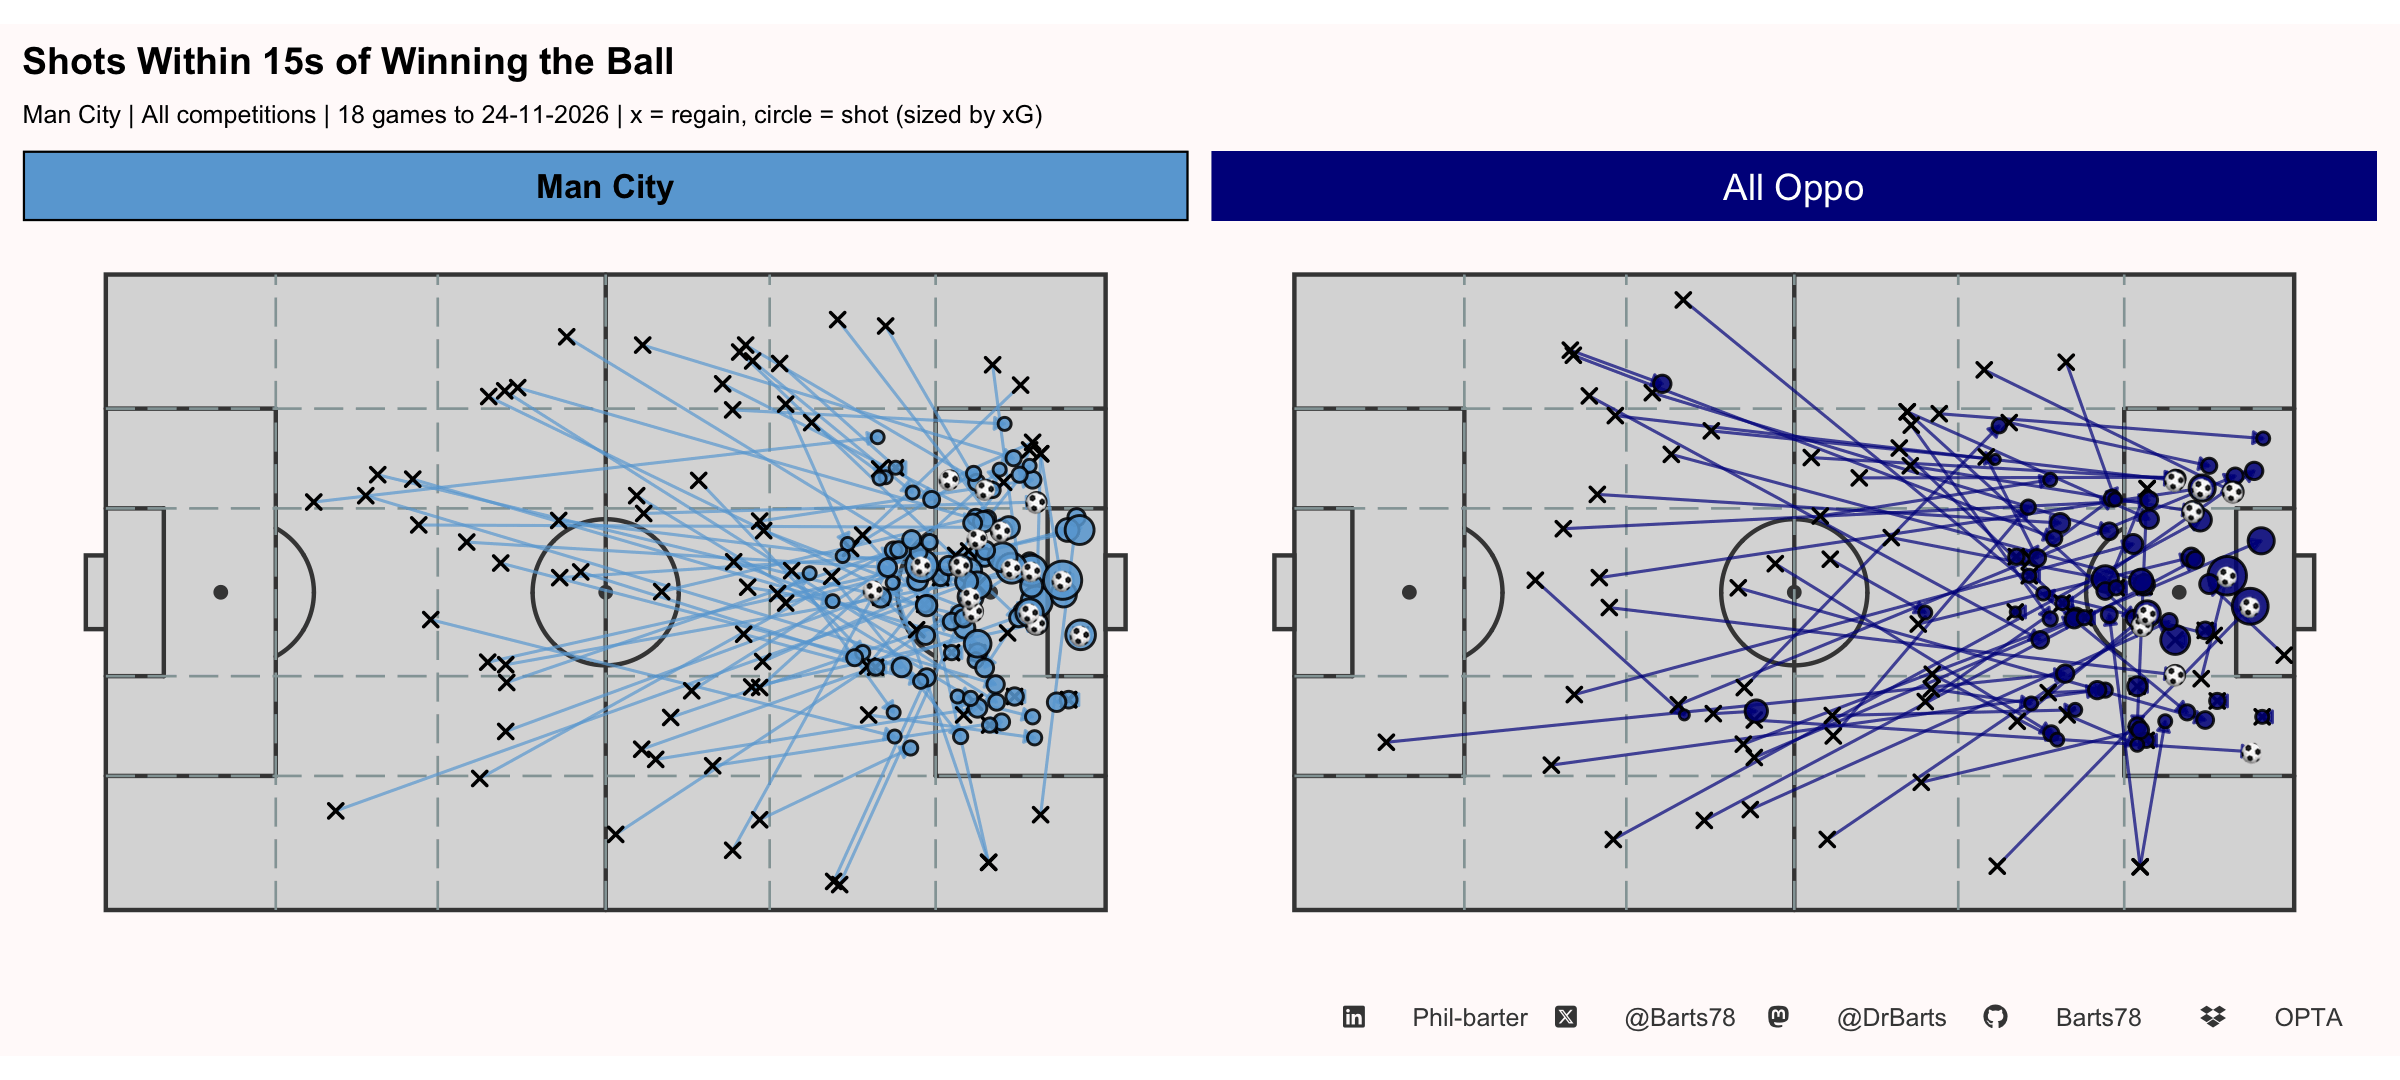 Shots Within 15s of Winning the Ball
Man City | All competitions | 18 games to 24-11-2026 | x = regain, circle = shot (sized by xG)
Man City
All Oppo
Phil-barter @Barts78 @DrBarts Barts78 OPTA